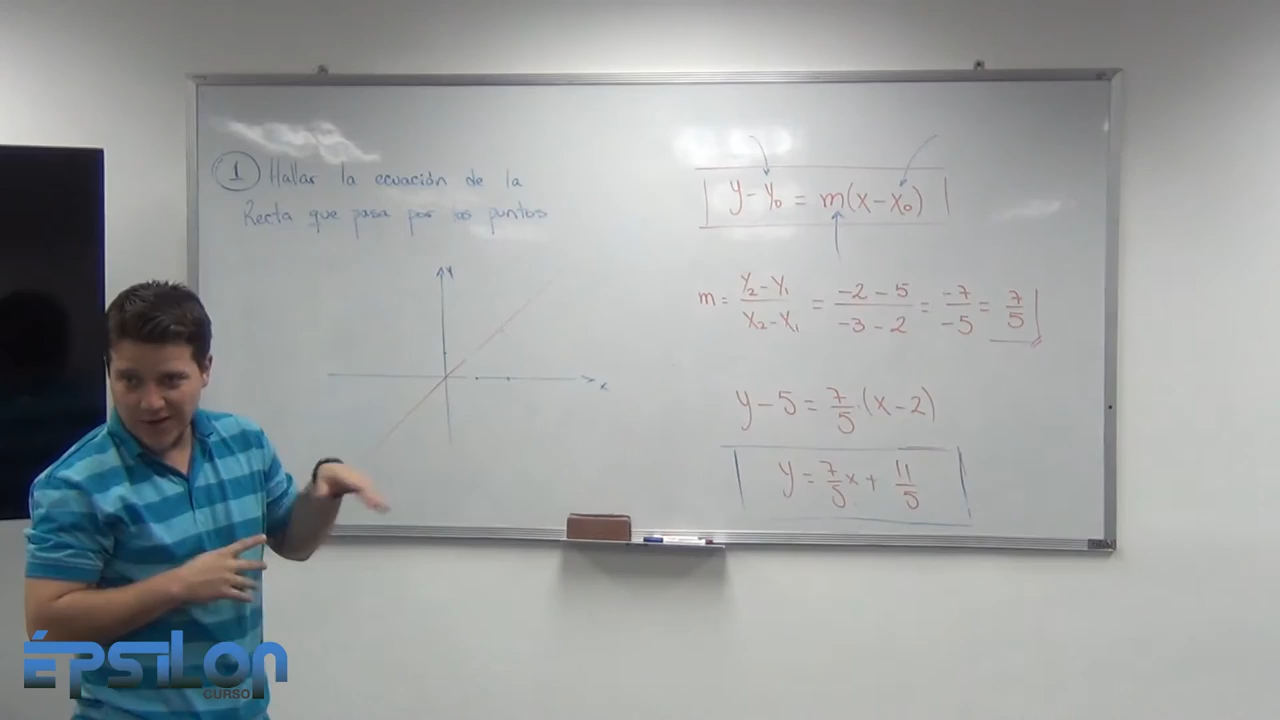 1 Hallar la ecuación de la
Recta que pasa por los puntos
y
x
y - y₀ = m(x - x₀)
m = y₂ - y₁ / x₂ - x₁ = -2 - 5 / -3 - 2 = -7 / -5 = 7 / 5
y - 5 = 7/5 · (x - 2)
y = 7/5 x + 11/5
ÉPSILON
CURSO